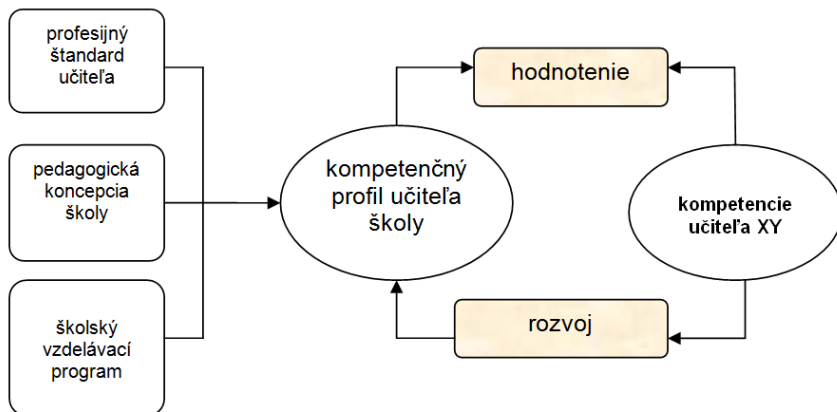 profesijný
štandard
učiteľa
pedagogická
koncepcia
školy
školský
vzdelávací
program
kompetenčný
profil učiteľa
školy
hodnotenie
kompetencie
učiteľa XY
rozvoj